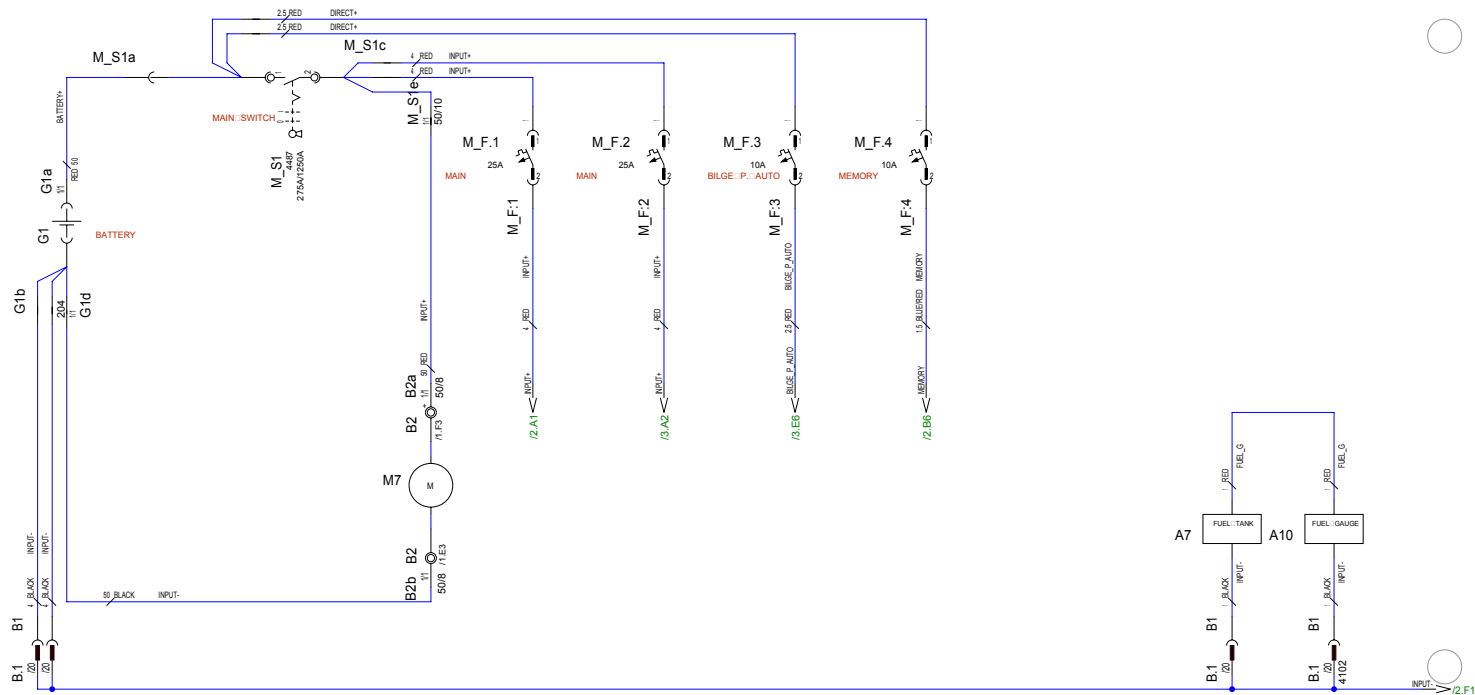 2.5 RED DIRECT+
2.5 RED DIRECT+
M_S1a
M_S1c
4 RED INPUT+
4 RED INPUT+
1
2
BATTERY+
RED 50
MAIN SWITCH
M_S1
4487
275A/1250A
M_S1e
1/1
50/10
G1a
1/1
G1
BATTERY
G1b
204
1/1
G1d
M_F.1
25A
MAIN
2
M_F:1
M_F.2
25A
MAIN
2
M_F:2
M_F.3
10A
BILGE P. AUTO
2
M_F:3
M_F.4
10A
MEMORY
2
M_F:4
INPUT+
INPUT+
INPUT+
BILGE_P_AUTO
MEMORY
50 RED
4 RED
4 RED
2.5 RED
1.5 BLUE/RED
INPUT+
INPUT+
BILGE_P_AUTO
MEMORY
/2.A1
/3.A2
/3.E6
/2.B6
B2a
1/1
50/8
+
B2
/1.F3
M7
M
B2
/1.E3
B2b
1/1
50/8
50 BLACK INPUT-
INPUT-
INPUT-
4 BLACK
4 BLACK
B1
B.1
/20
/20
FUEL_G
FUEL_G
1 RED
1 RED
A7
FUEL TANK
A10
FUEL GAUGE
INPUT-
INPUT-
1 BLACK
1 BLACK
B1
B1
B.1
/20
B.1
/20
4102
INPUT-
/2.F1